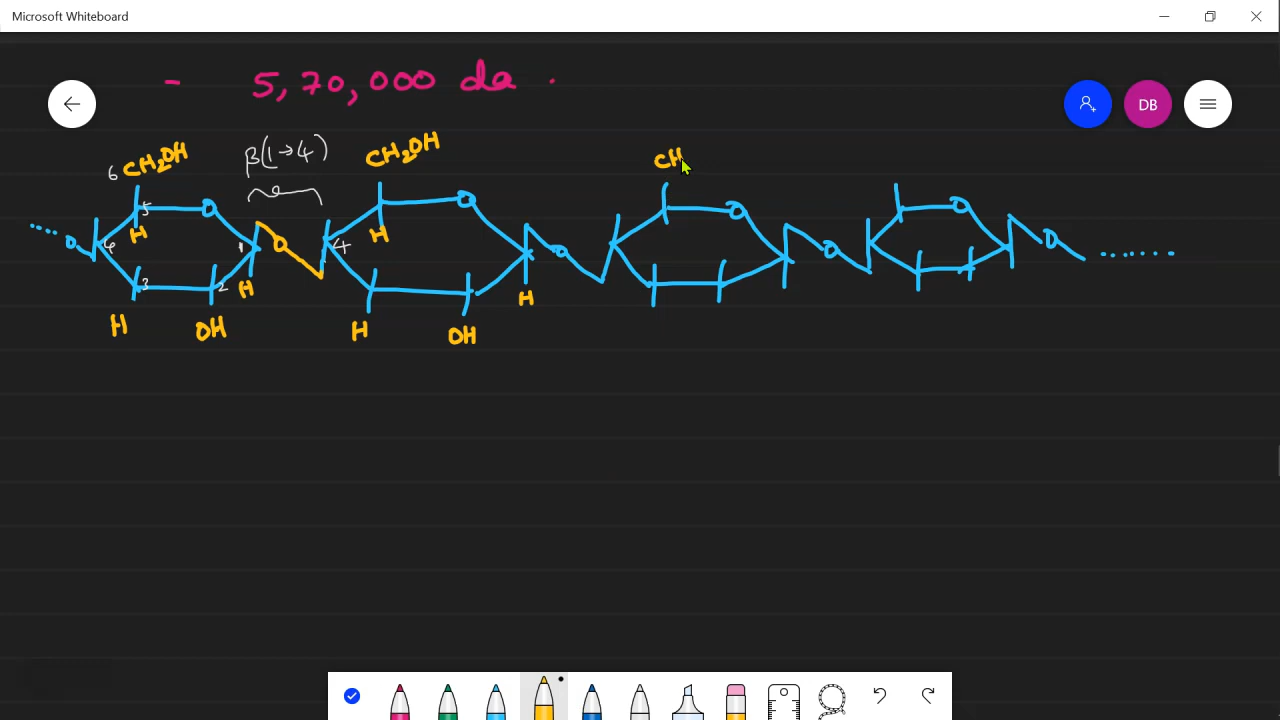 Microsoft Whiteboard
- 5,70,000 da.
DB
6 CH2OH β(1→4) CH2OH CH
5 O O O O
O 4 H 1 O 4 H O O O
3 2 H H
H OH H OH